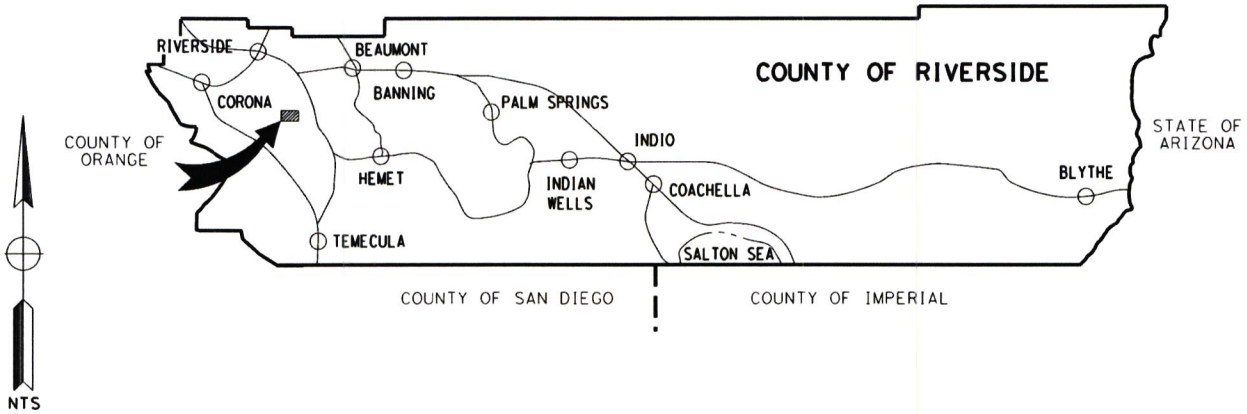 RIVERSIDE
BEAUMONT
COUNTY OF RIVERSIDE
BANNING
CORONA
PALM SPRINGS
COUNTY OF
ORANGE
STATE OF
ARIZONA
INDIO
HEMET
INDIAN
WELLS
COACHELLA
BLYTHE
TEMECULA
SALTON SEA
COUNTY OF SAN DIEGO
COUNTY OF IMPERIAL
NTS